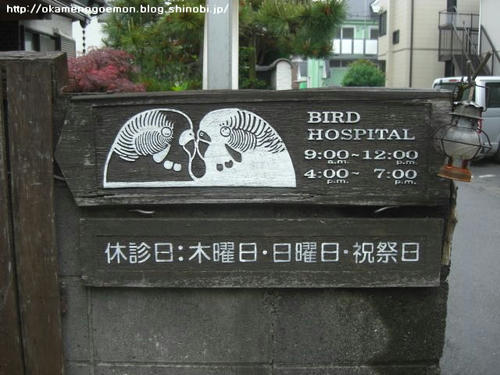 http://okamenagoemon.blog.shinobi.jp/
BIRD
HOSPITAL
9:00~12:00
a.m. p.m.
4:00~ 7:00
p.m. p.m.
休診日:木曜日・日曜日・祝祭日